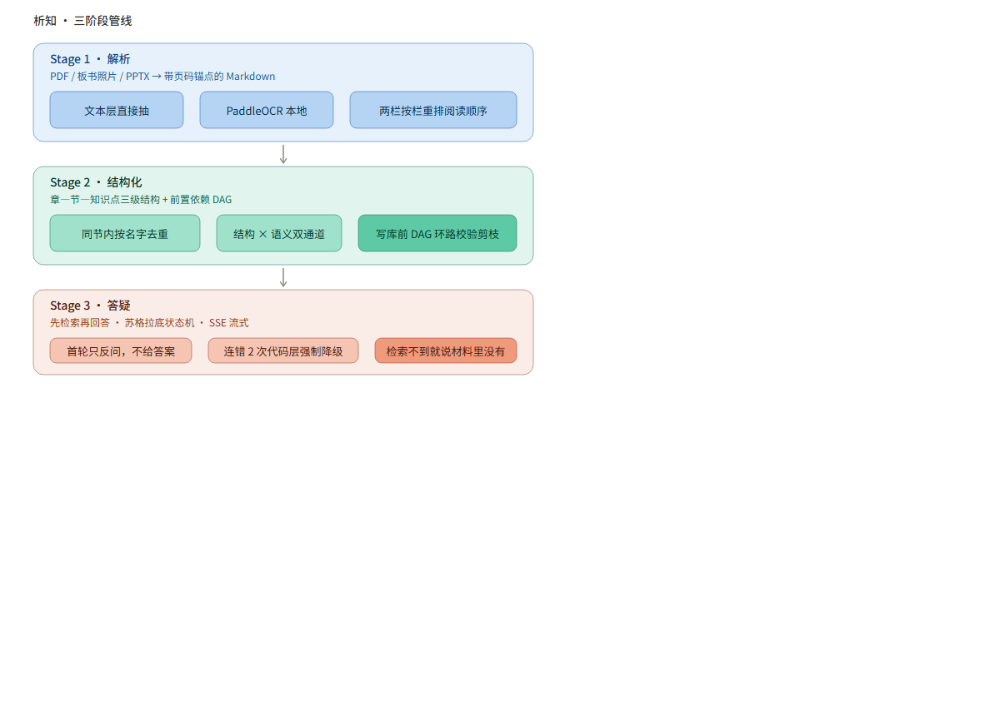 析知 · 三阶段管线
Stage 1 · 解析
PDF / 板书照片 / PPTX → 带页码锚点的 Markdown
文本层直接抽
PaddleOCR 本地
两栏按栏重排阅读顺序
Stage 2 · 结构化
章—节—知识点三级结构 + 前置依赖 DAG
同节内按名字去重
结构 × 语义双通道
写库前 DAG 环路校验剪枝
Stage 3 · 答疑
先检索再回答 · 苏格拉底状态机 · SSE 流式
首轮只反问，不给答案
连错 2 次代码层强制降级
检索不到就说材料里没有